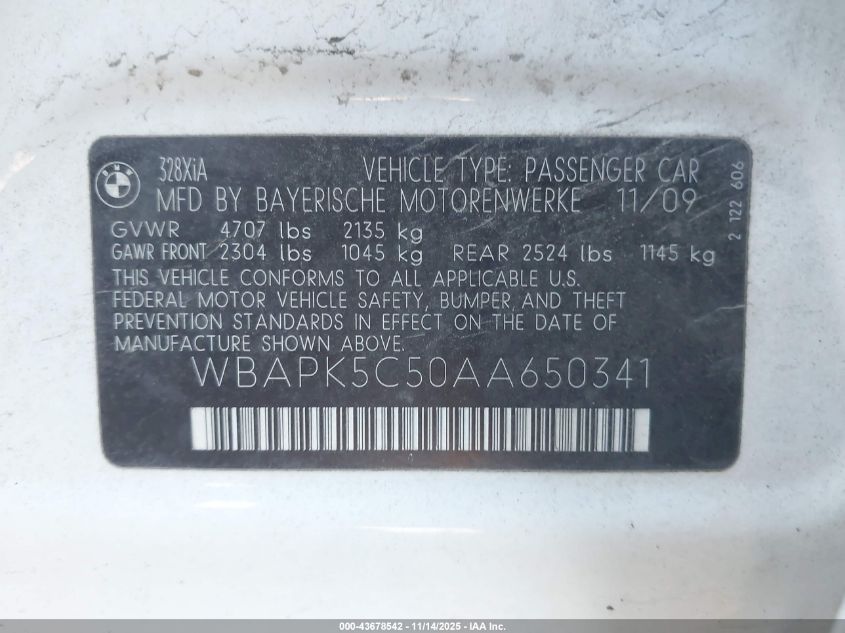 BMW
328XiA VEHICLE TYPE: PASSENGER CAR
MFD BY BAYERISCHE MOTORENWERKE 11/09
GVWR 4707 lbs 2135 kg
GAWR FRONT 2304 lbs 1045 kg REAR 2524 lbs 1145 kg
THIS VEHICLE CONFORMS TO ALL APPLICABLE U.S.
FEDERAL MOTOR VEHICLE SAFETY, BUMPER, AND THEFT
PREVENTION STANDARDS IN EFFECT ON THE DATE OF
MANUFACTURE SHOWN ABOVE.
WBAPK5C50AA650341
2 122 606
000-43678542 - 11/14/2025 - IAA Inc.